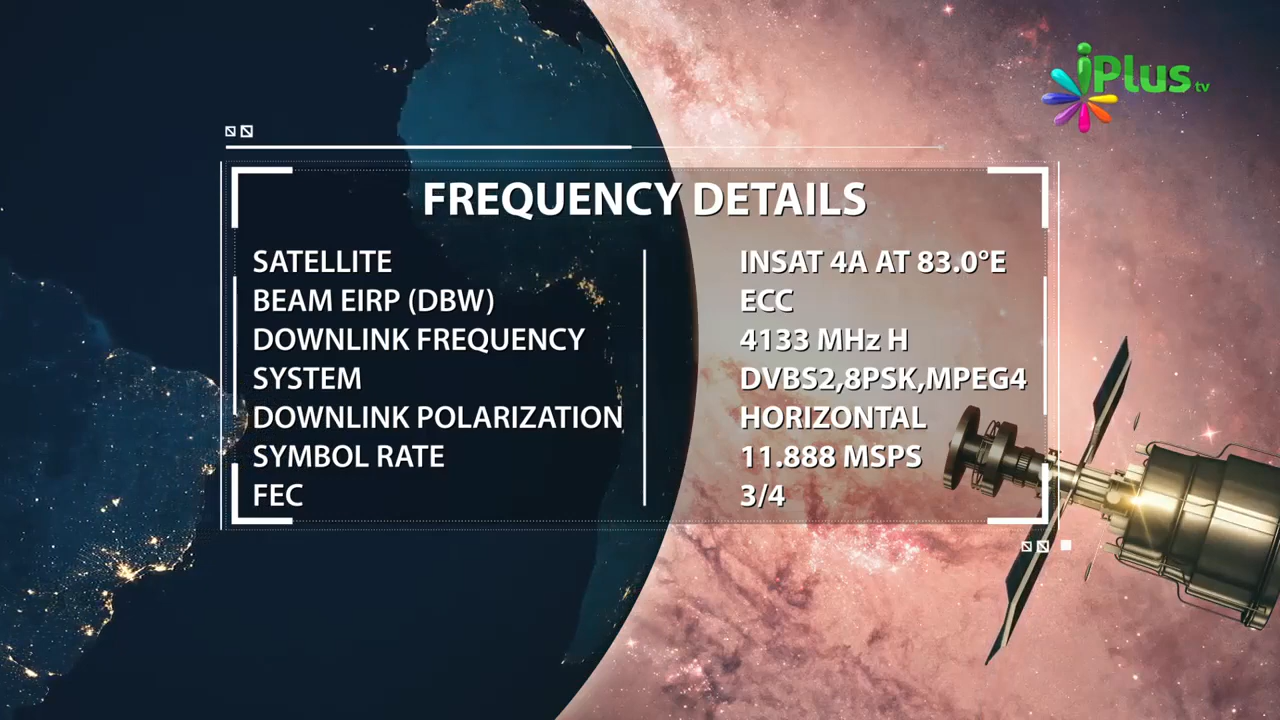 iPlus tv
FREQUENCY DETAILS
SATELLITE INSAT 4A AT 83.0°E
BEAM EIRP (DBW) ECC
DOWNLINK FREQUENCY 4133 MHz H
SYSTEM DVBS2,8PSK,MPEG4
DOWNLINK POLARIZATION HORIZONTAL
SYMBOL RATE 11.888 MSPS
FEC 3/4